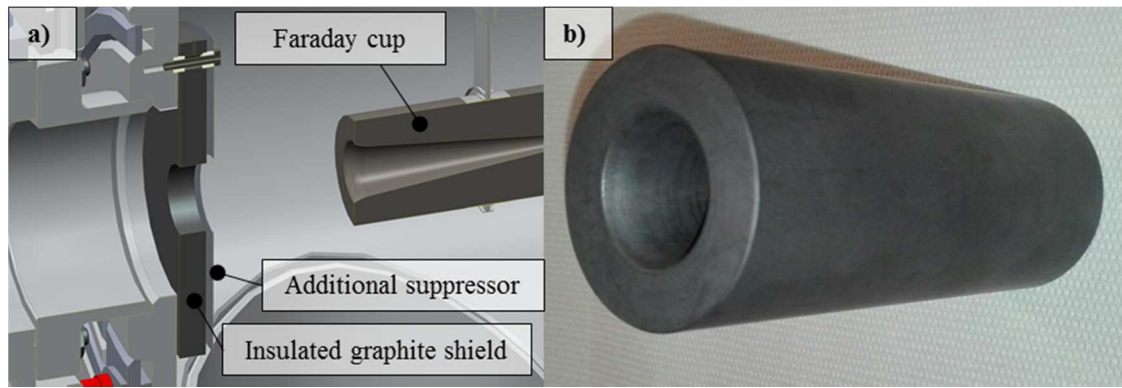 a)
Faraday cup
Additional suppressor
Insulated graphite shield
b)